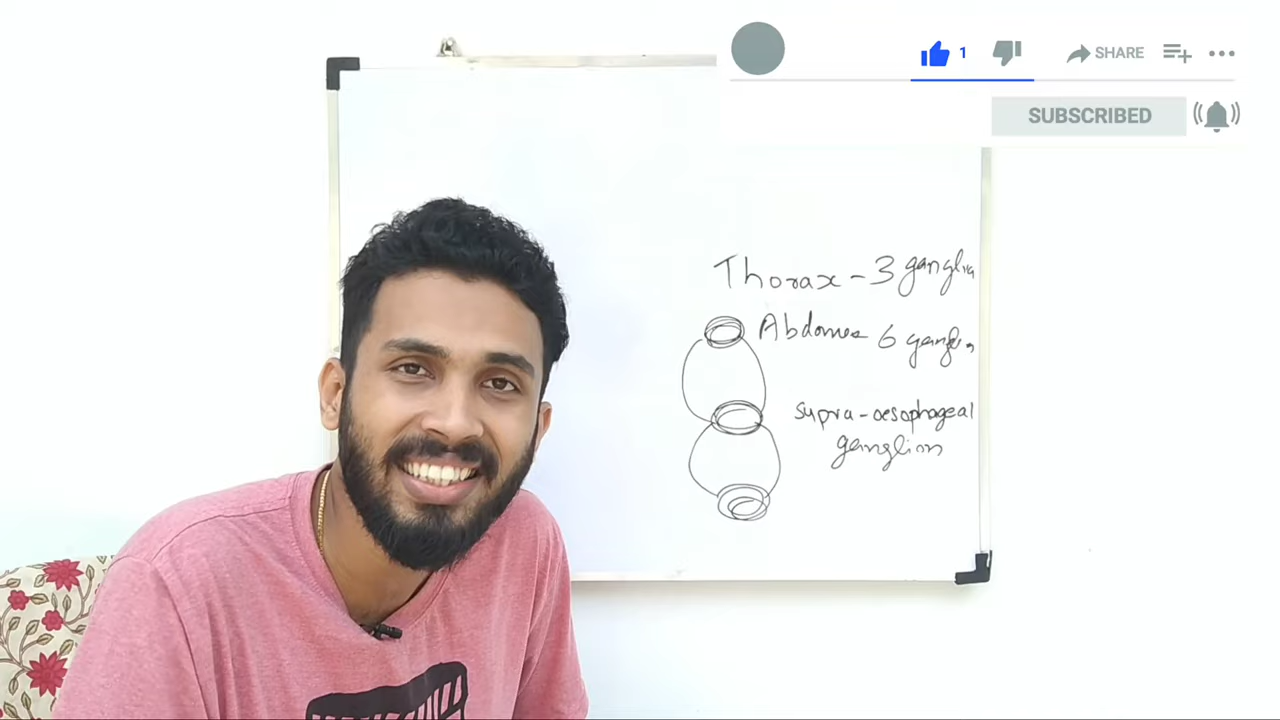 1
SHARE
SUBSCRIBED
Thorax - 3 ganglia
Abdomen 6 ganglia
Supra-oesophageal
ganglion